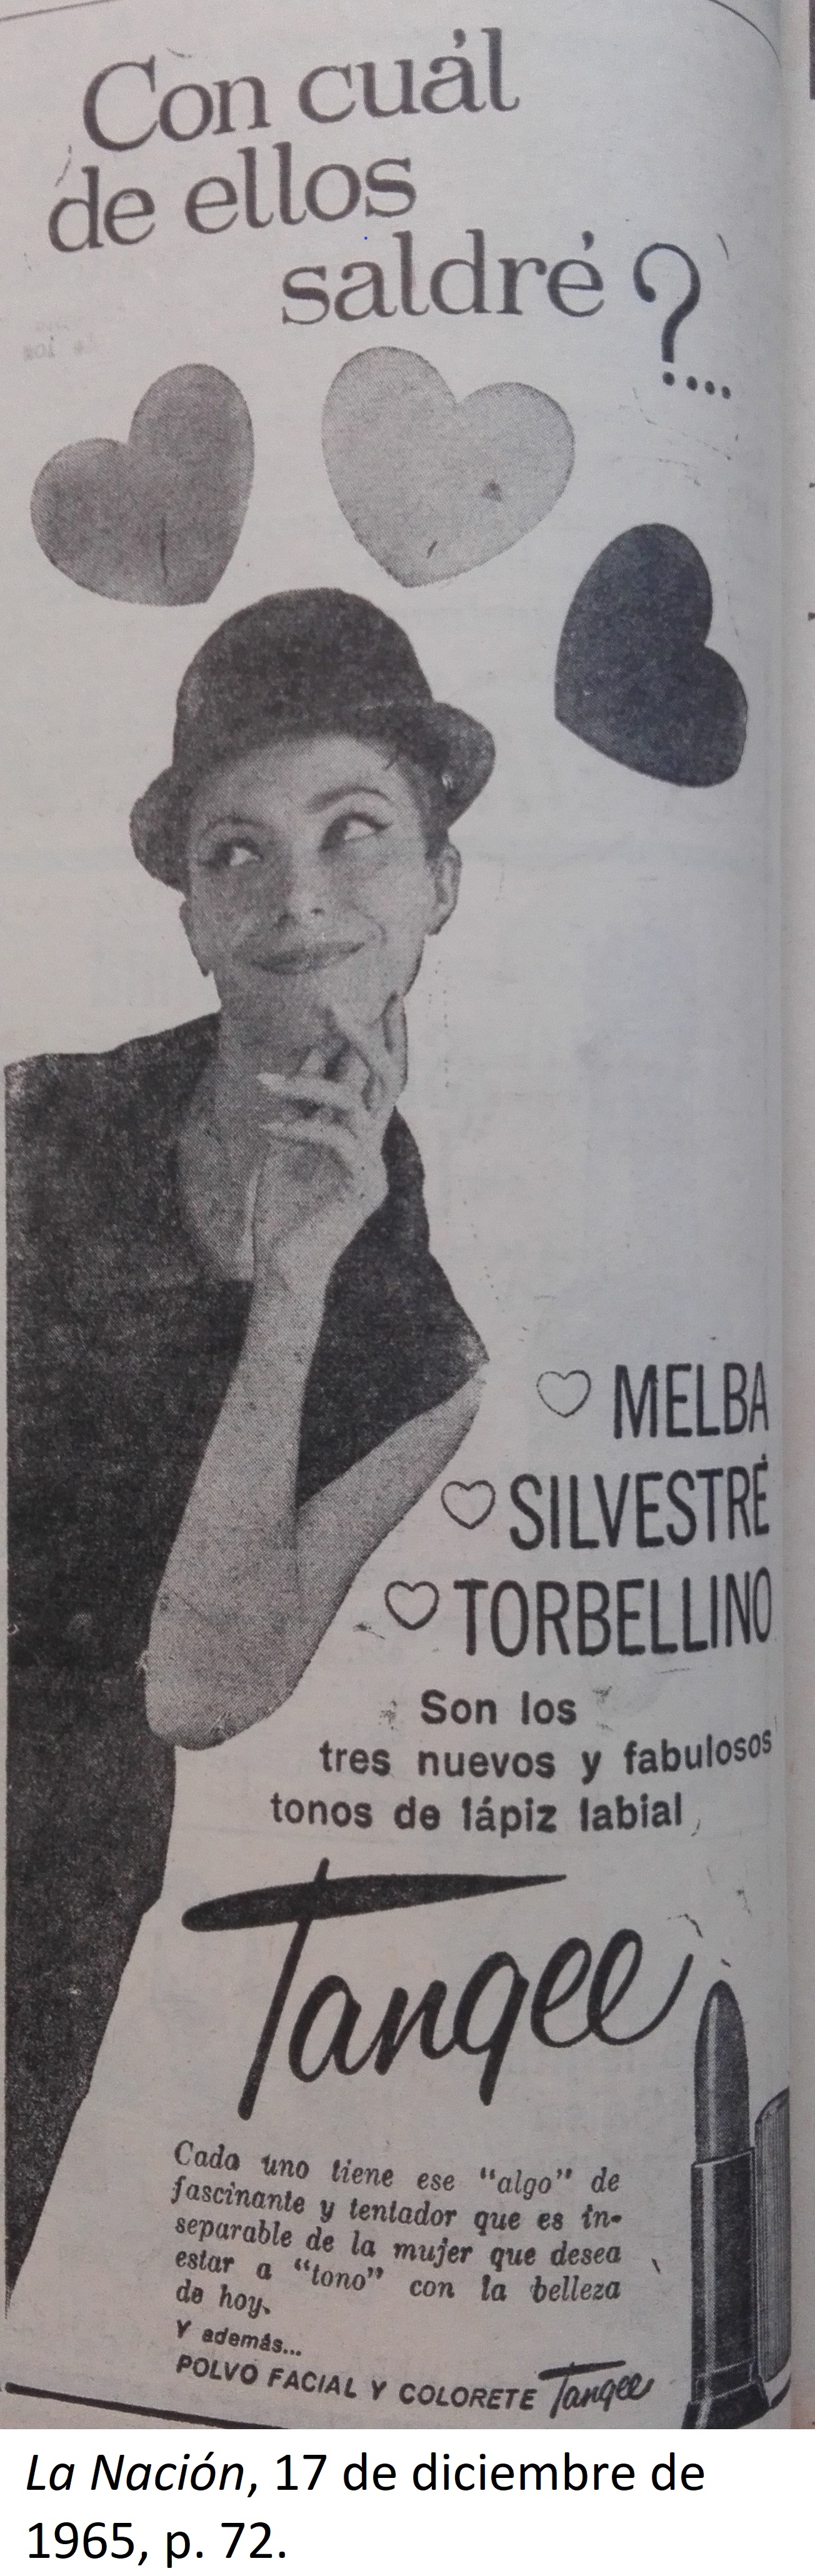 Con cuál
de ellos
saldré?....
MELBA
SILVESTRÉ
TORBELLINO
Son los
tres nuevos y fabulosos
tonos de lápiz labial
Tangee
Cada uno tiene ese "algo" de
fascinante y tentador que es in-
separable de la mujer que desea
estar a "tono" con la belleza
de hoy.
Y además...
POLVO FACIAL Y COLORETE Tangee
La Nación, 17 de diciembre de
1965, p. 72.